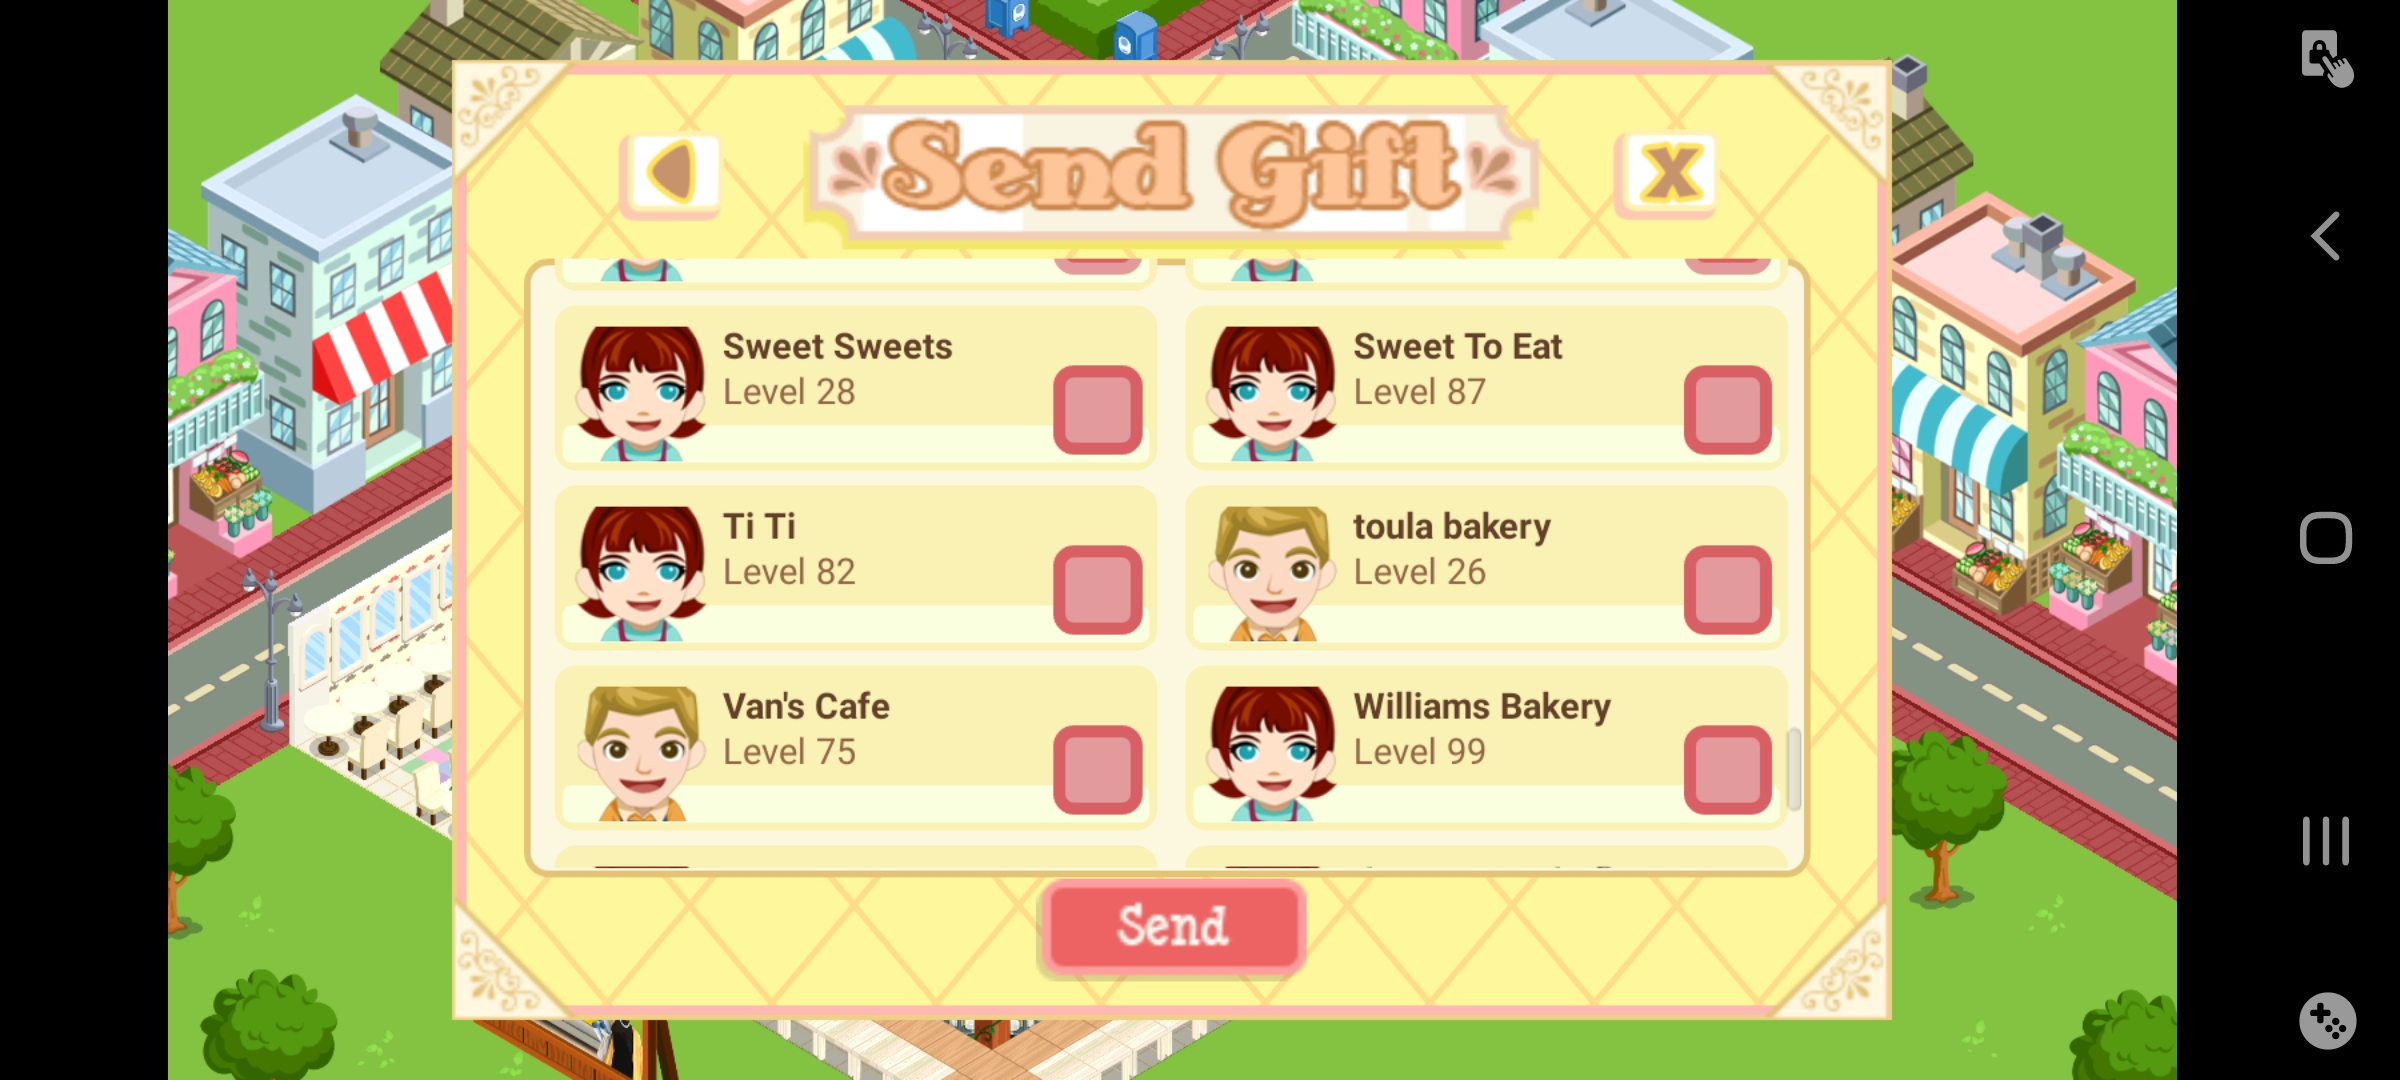 Send Gift
X
Sweet Sweets
Level 28
Sweet To Eat
Level 87
Ti Ti
Level 82
toula bakery
Level 26
Van's Cafe
Level 75
Williams Bakery
Level 99
Send